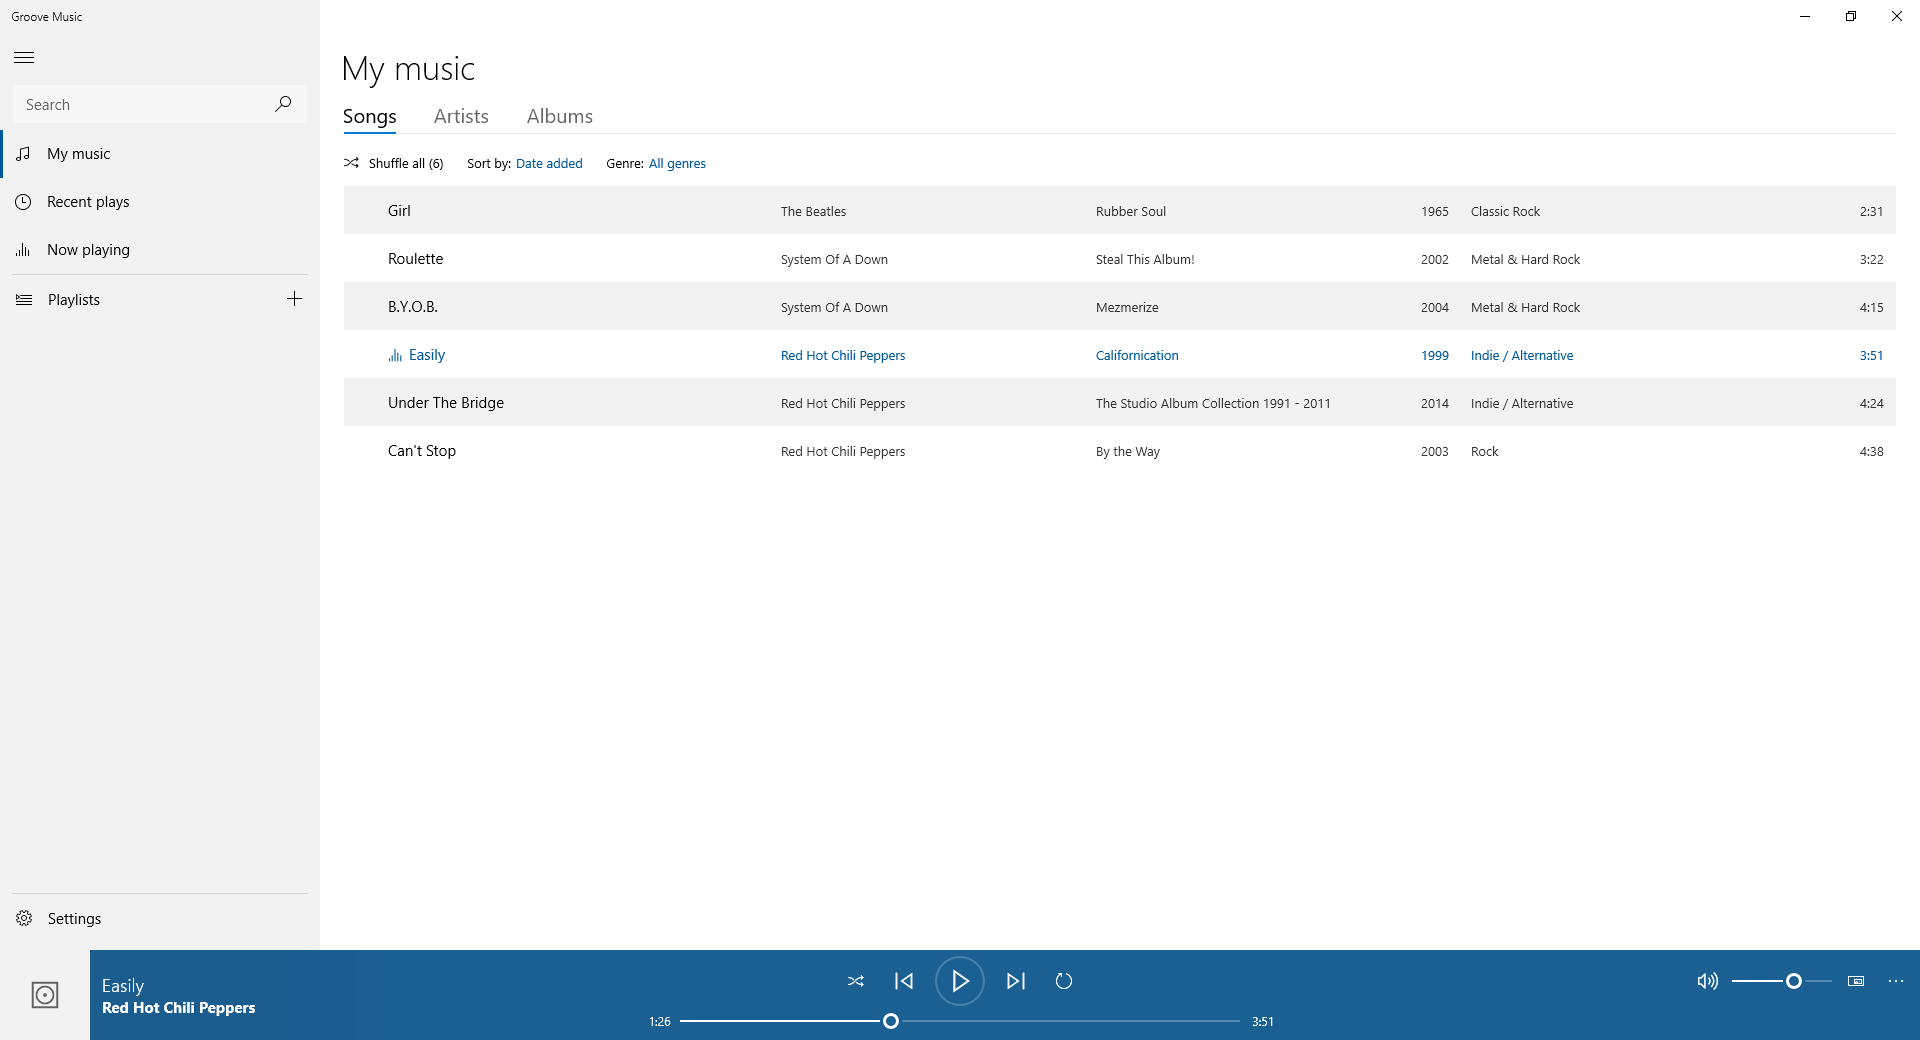 Groove Music
Search
My music
Recent plays
Now playing
Playlists
Settings
My music
Songs Artists Albums
Shuffle all (6) Sort by: Date added Genre: All genres
Girl The Beatles Rubber Soul 1965 Classic Rock 2:31
Roulette System Of A Down Steal This Album! 2002 Metal & Hard Rock 3:22
B.Y.O.B. System Of A Down Mezmerize 2004 Metal & Hard Rock 4:15
Easily Red Hot Chili Peppers Californication 1999 Indie / Alternative 3:51
Under The Bridge Red Hot Chili Peppers The Studio Album Collection 1991 - 2011 2014 Indie / Alternative 4:24
Can't Stop Red Hot Chili Peppers By the Way 2003 Rock 4:38
Easily
Red Hot Chili Peppers
1:26 3:51